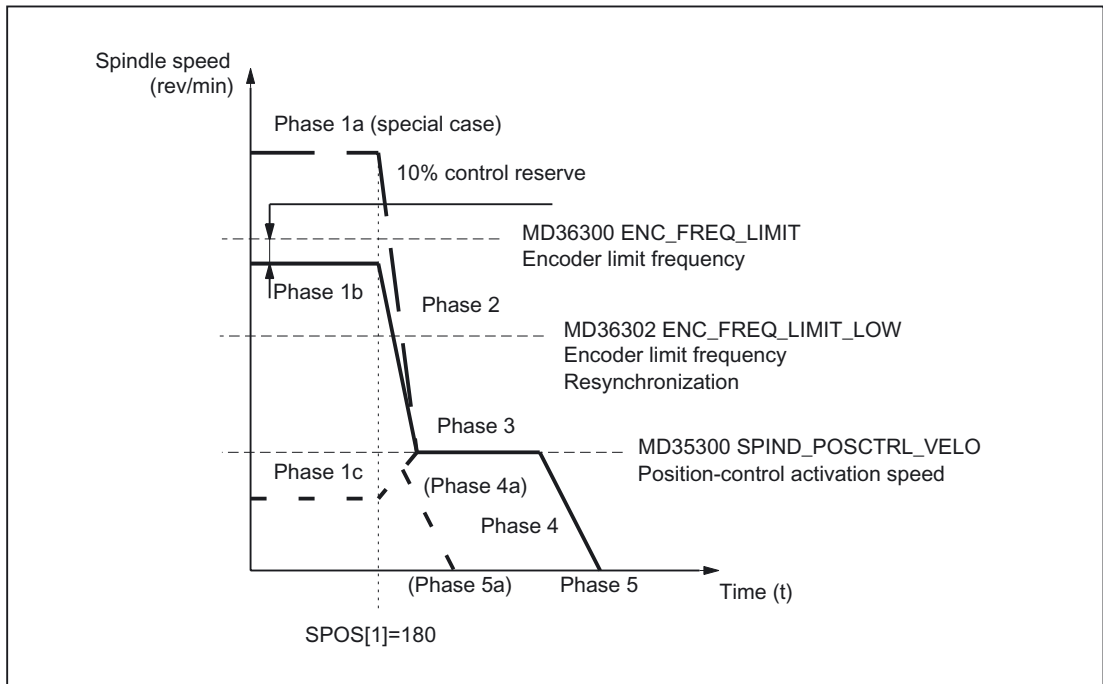 Spindle speed
(rev/min)
Phase 1a (special case)
10% control reserve
MD36300 ENC_FREQ_LIMIT
Encoder limit frequency
Phase 1b
Phase 2
MD36302 ENC_FREQ_LIMIT_LOW
Encoder limit frequency
Resynchronization
Phase 3
MD35300 SPIND_POSCTRL_VELO
Position-control activation speed
Phase 1c
(Phase 4a)
Phase 4
(Phase 5a)
Phase 5
Time (t)
SPOS[1]=180